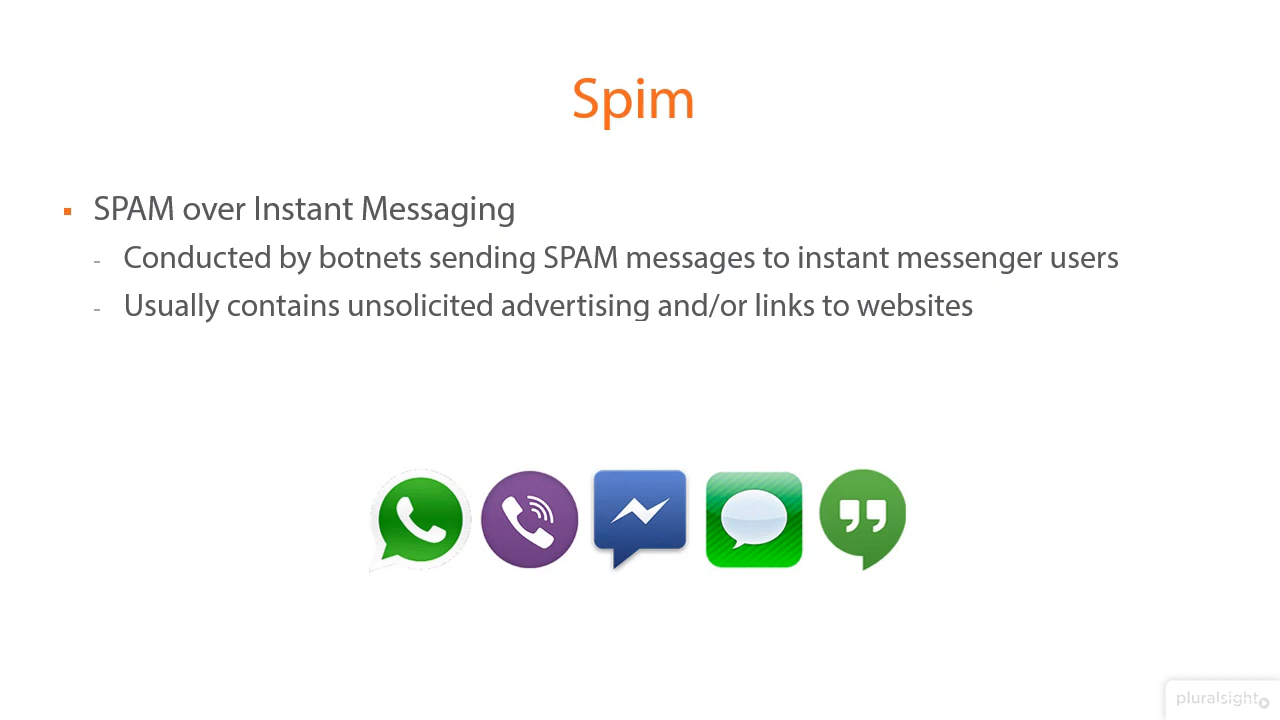 Spim
SPAM over Instant Messaging
- Conducted by botnets sending SPAM messages to instant messenger users
- Usually contains unsolicited advertising and/or links to websites
pluralsight